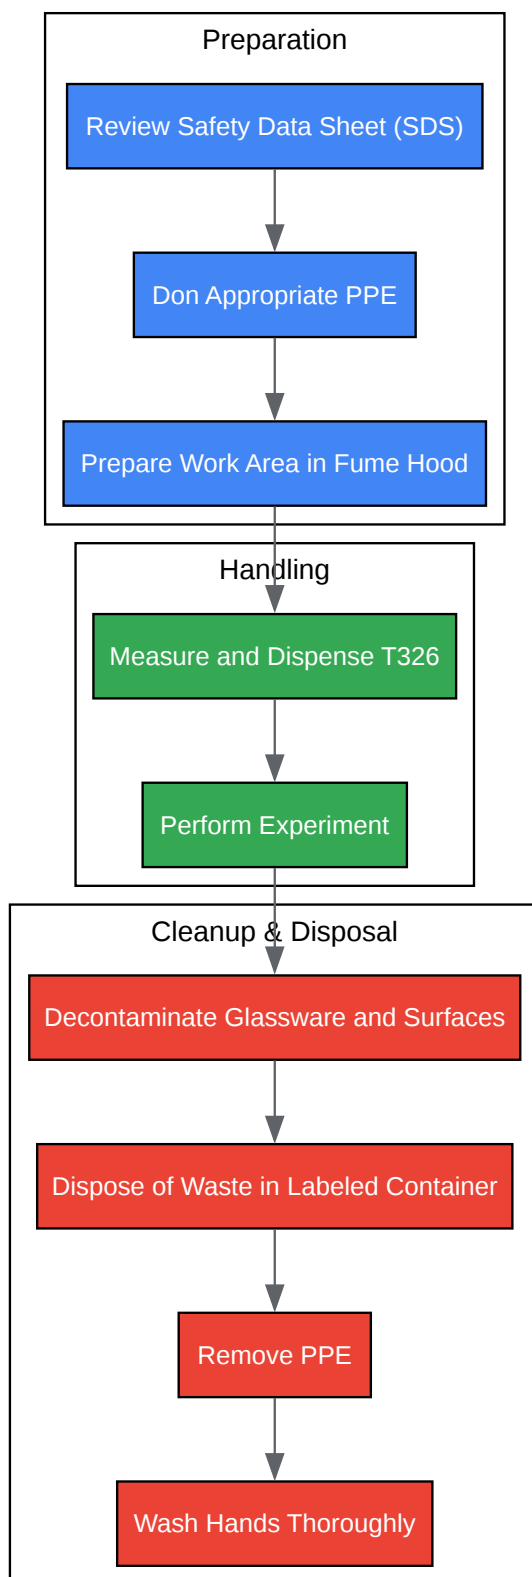 Preparation
Review Safety Data Sheet (SDS)
Don Appropriate PPE
Prepare Work Area in Fume Hood
Handling
Measure and Dispense T326
Perform Experiment
Cleanup & Disposal
Decontaminate Glassware and Surfaces
Dispose of Waste in Labeled Container
Remove PPE
Wash Hands Thoroughly